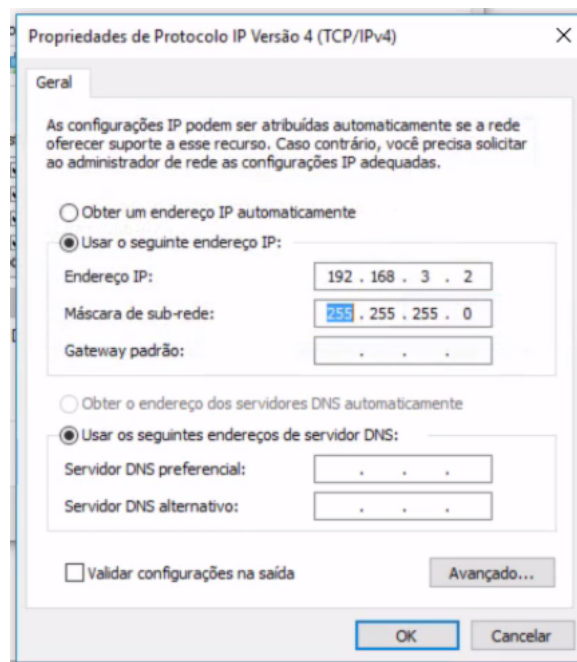 Propriedades de Protocolo IP Versão 4 (TCP/IPv4)
Geral
As configurações IP podem ser atribuídas automaticamente se a rede
oferecer suporte a esse recurso. Caso contrário, você precisa solicitar
ao administrador de rede as configurações IP adequadas.
Obter um endereço IP automaticamente
Usar o seguinte endereço IP:
Endereço IP: 192 . 168 . 3 . 2
Máscara de sub-rede: 255 . 255 . 255 . 0
Gateway padrão: . . .
Obter o endereço dos servidores DNS automaticamente
Usar os seguintes endereços de servidor DNS:
Servidor DNS preferencial: . . .
Servidor DNS alternativo: . . .
Validar configurações na saída
Avançado...
OK
Cancelar